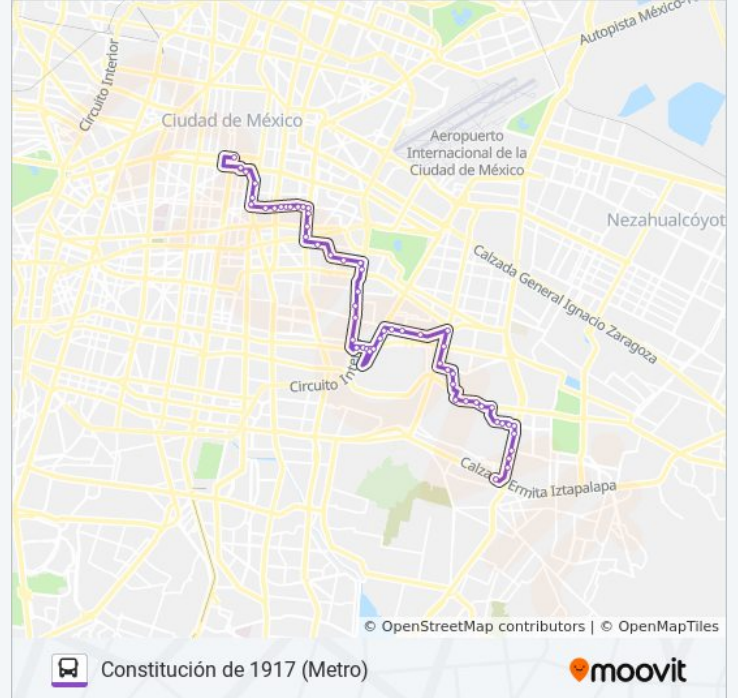 Autopista México-
Circuito Interior
Ciudad de México
Aeropuerto
Internacional de la
Ciudad de México
Nezahualcóyot
Calzada General Ignacio Zaragoza
Circuito Inte
Calza
Ermita Iztapalapa
© OpenStreetMap contributors | © OpenMapTiles
Constitución de 1917 (Metro)
moovit